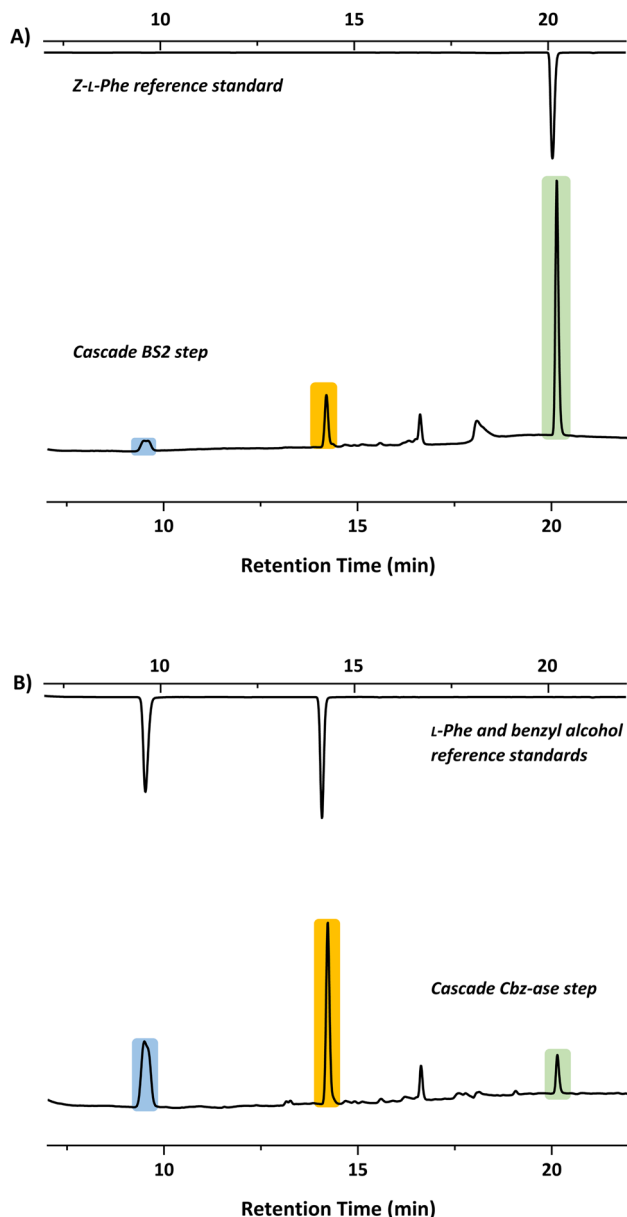 A)
10 15 20
Z-L-Phe reference standard
Cascade BS2 step
10 15 20
Retention Time (min)
B)
10 15 20
L-Phe and benzyl alcohol
reference standards
Cascade Cbz-ase step
10 15 20
Retention Time (min)